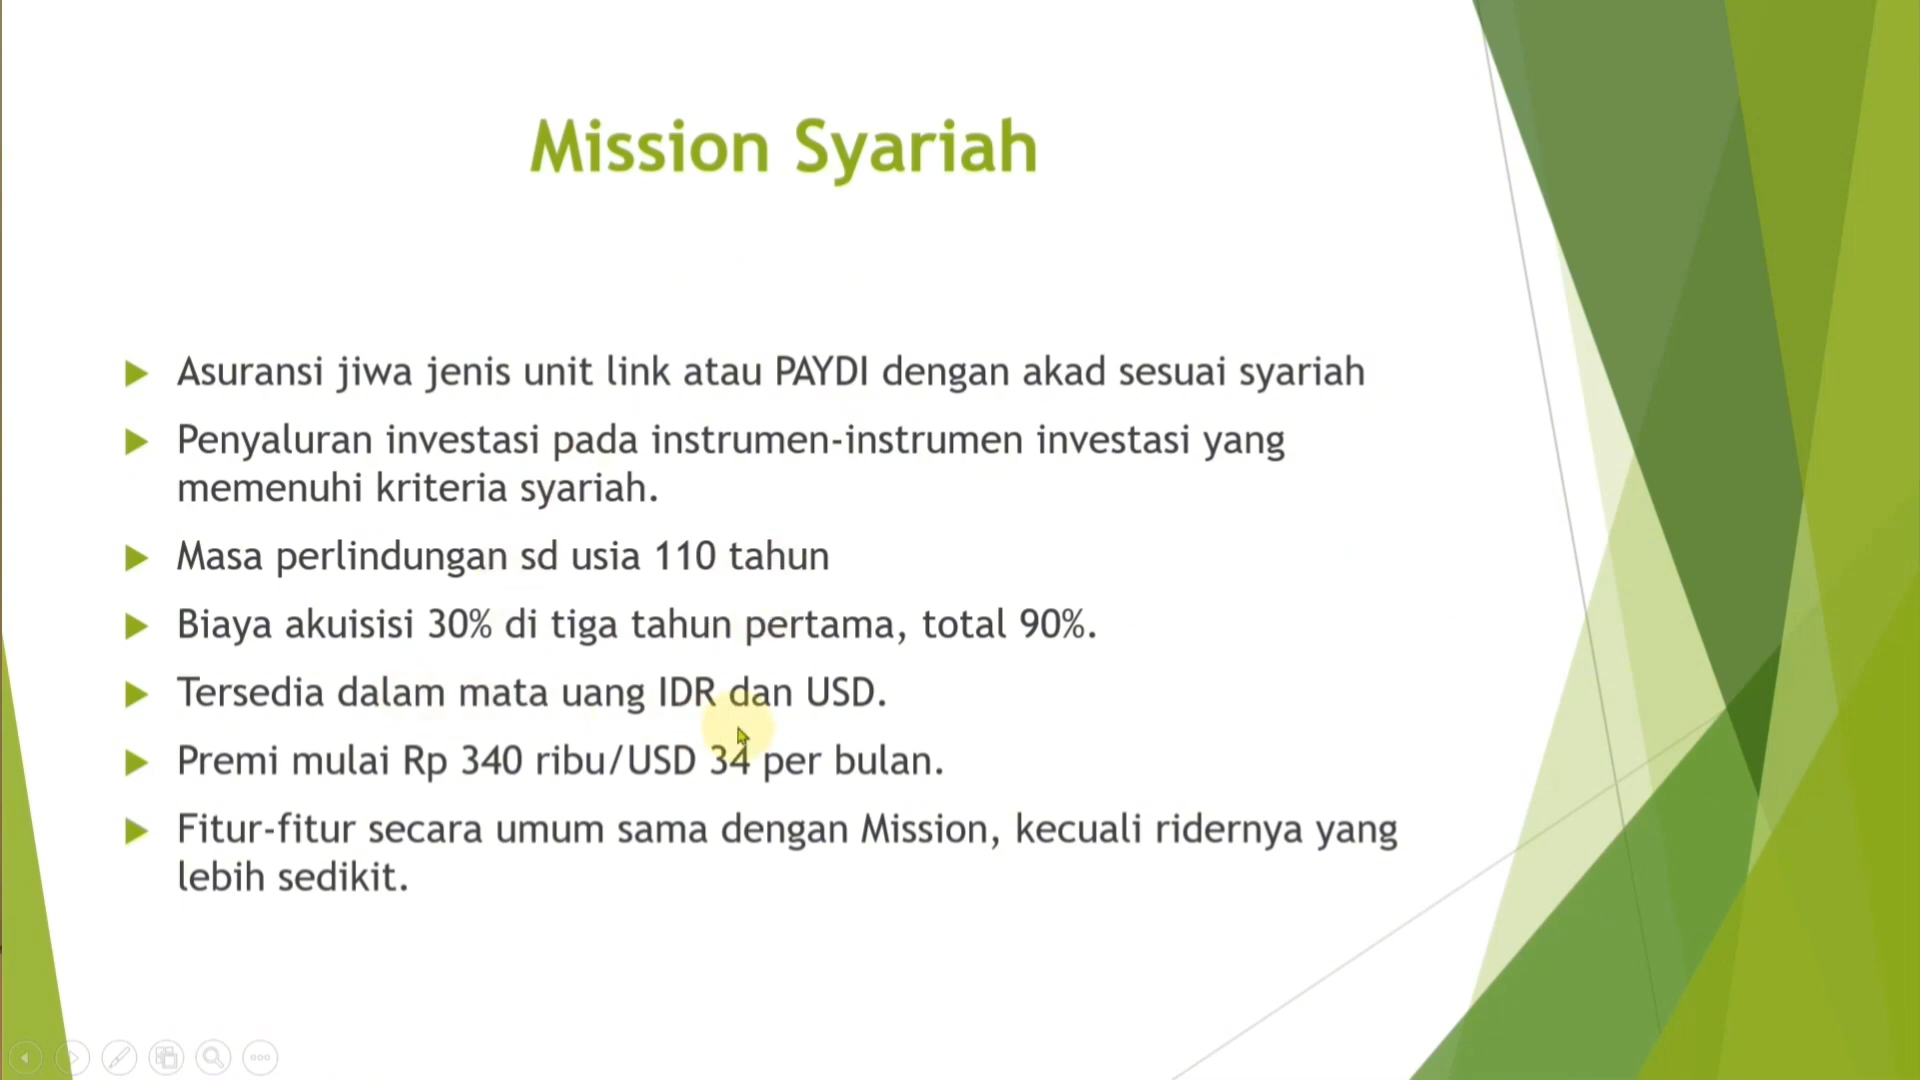 Mission Syariah
Asuransi jiwa jenis unit link atau PAYDI dengan akad sesuai syariah
Penyaluran investasi pada instrumen-instrumen investasi yang
memenuhi kriteria syariah.
Masa perlindungan sd usia 110 tahun
Biaya akuisisi 30% di tiga tahun pertama, total 90%.
Tersedia dalam mata uang IDR dan USD.
Premi mulai Rp 340 ribu/USD 34 per bulan.
Fitur-fitur secara umum sama dengan Mission, kecuali ridernya yang
lebih sedikit.